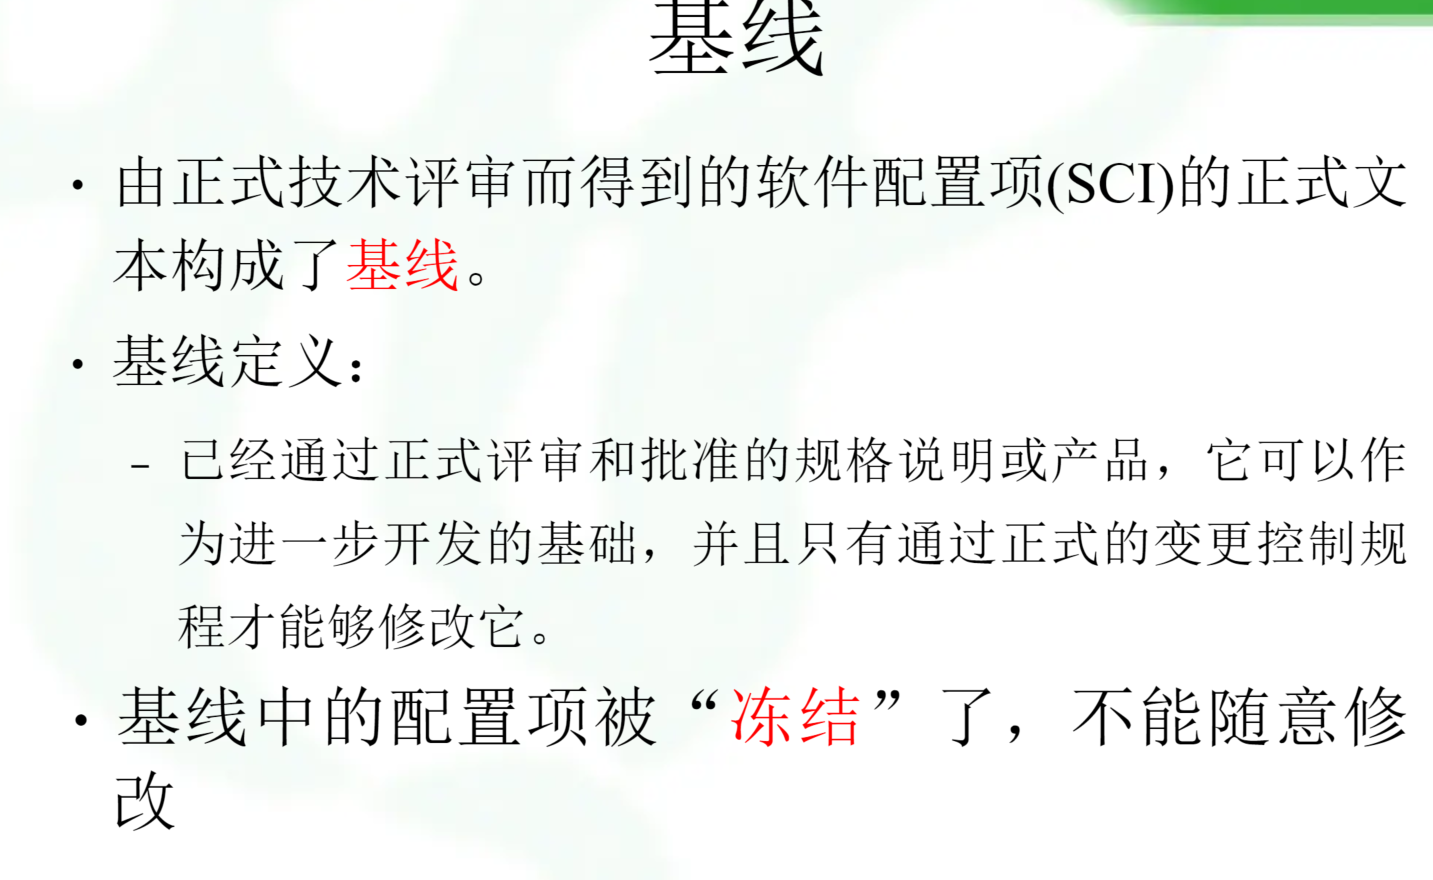 基线
· 由正式技术评审而得到的软件配置项(SCI)的正式文
本构成了基线。
· 基线定义：
– 已经通过正式评审和批准的规格说明或产品，它可以作
为进一步开发的基础，并且只有通过正式的变更控制规
程才能够修改它。
· 基线中的配置项被“冻结”了，不能随意修
改